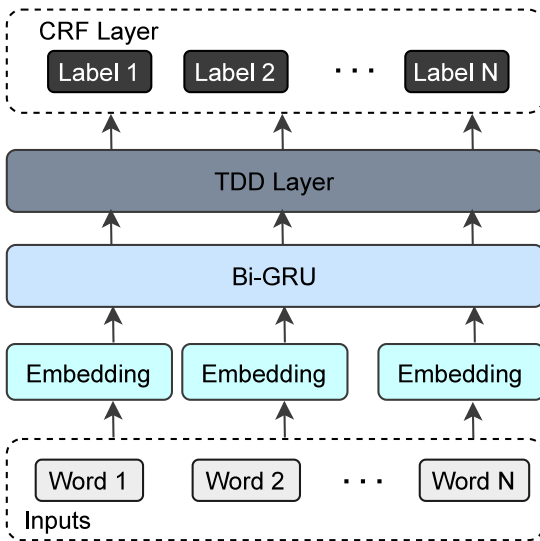 CRF Layer
Label 1 Label 2 · · · Label N
TDD Layer
Bi-GRU
Embedding Embedding Embedding
Word 1 Word 2 · · · Word N
Inputs